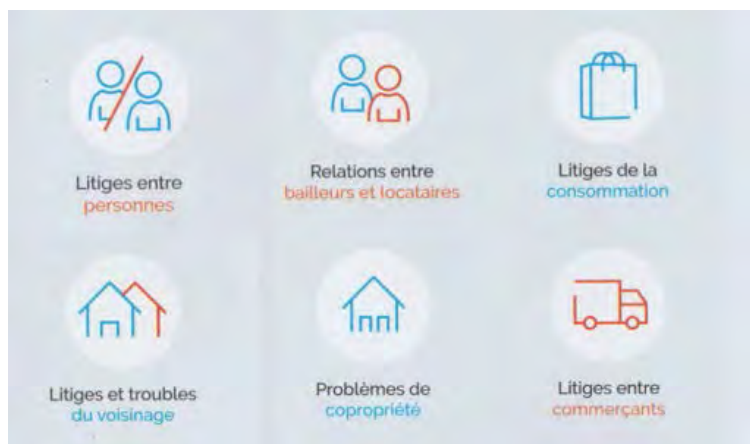 Litiges entre
personnes
Relations entre
bailleurs et locataires
Litiges de la
consommation
Litiges et troubles
du voisinage
Problèmes de
copropriété
Litiges entre
commerçants